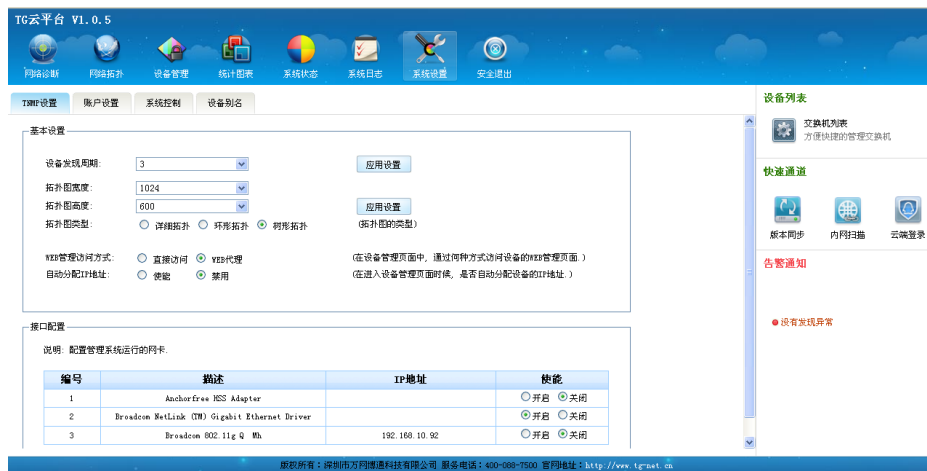 TG云平台 V1.0.5
网络诊断 网络拓扑 设备管理 统计图表 系统状态 系统日志 系统设置 安全退出
TSMP设置 账户设置 系统控制 设备别名
基本设置
设备发现周期: 3 应用设置
拓扑图宽度: 1024
拓扑图高度: 600 应用设置
拓扑图类型: 详细拓扑 环形拓扑 树形拓扑 (拓扑图的类型)
WEB管理访问方式: 直接访问 WEB代理 (在设备管理页面中, 通过何种方式访问设备的WEB管理页面.)
自动分配IP地址: 使能 禁用 (在进入设备管理页面时候, 是否自动分配设备的IP地址.)
接口配置
说明: 配置管理系统运行的网卡.
编号 描述 IP地址 使能
1 Anchorfree HSS Adapter 开启 关闭
2 Broadcom NetLink (TM) Gigabit Ethernet Driver 开启 关闭
3 Broadcom 802.11g Q Mh 192.168.10.92 开启 关闭
设备列表
交换机列表
方便快捷的管理交换机
快速通道
版本同步 内网扫描 云端登录
告警通知
没有发现异常
版权所有：深圳市万网博通科技有限公司 服务电话：400-088-7500 官网地址：http://www.tg-net.cn